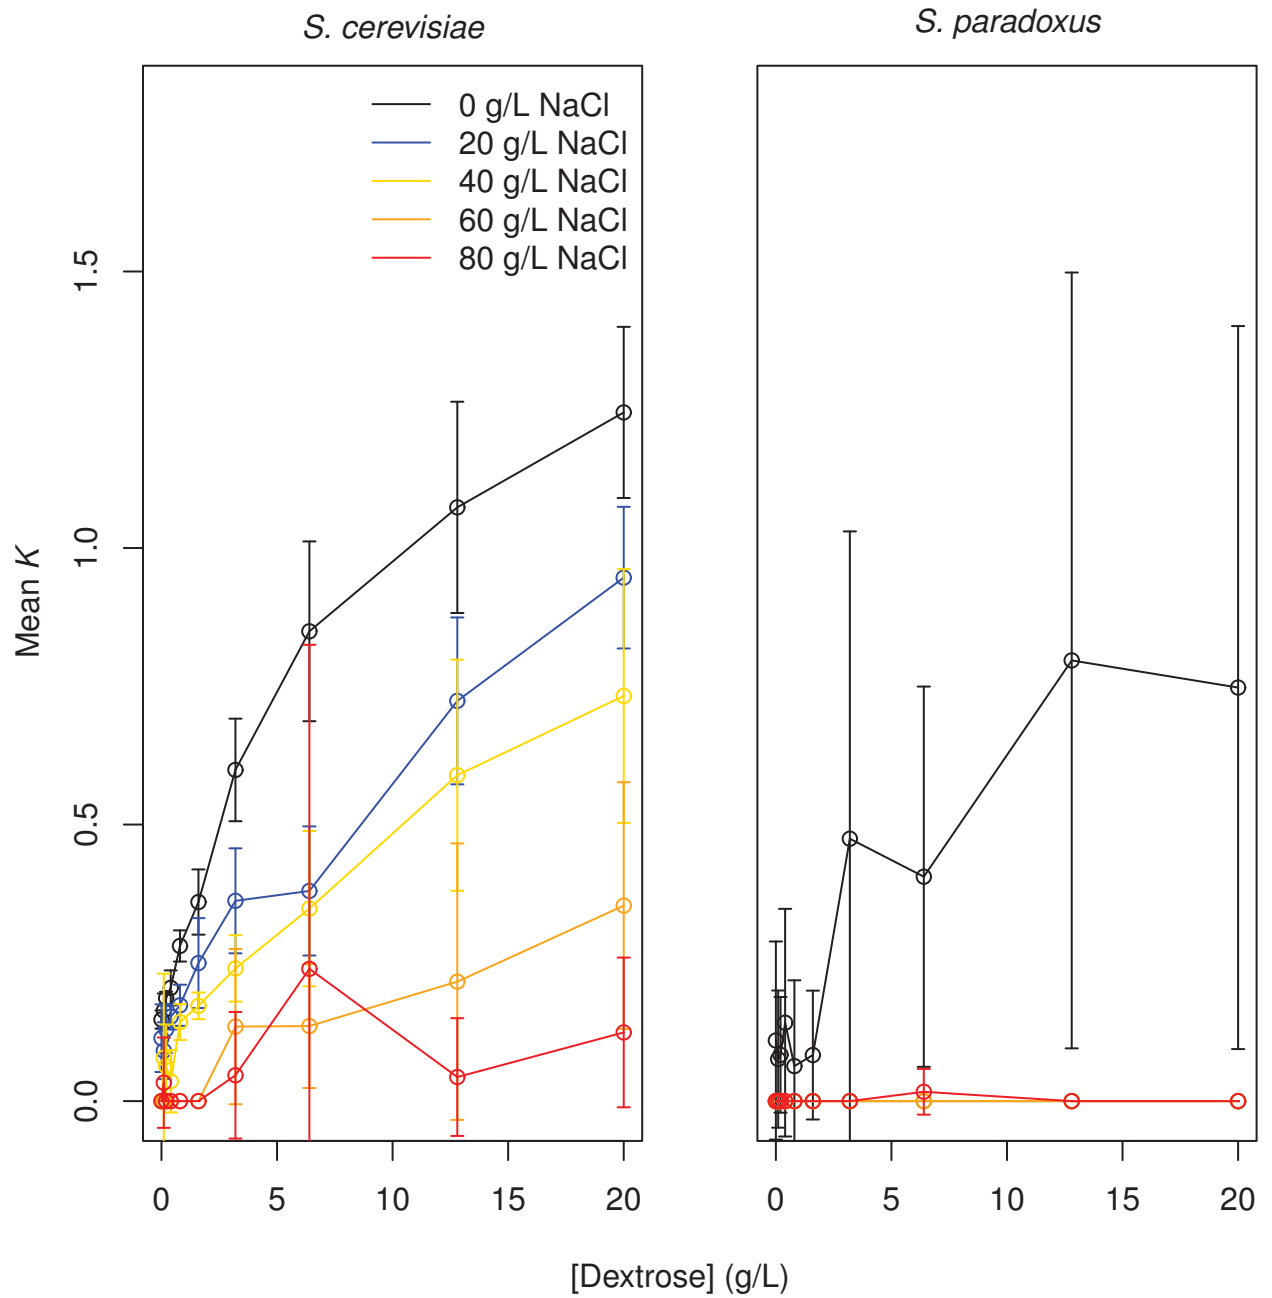 S. cerevisiae
S. paradoxus
0 g/L NaCl
20 g/L NaCl
40 g/L NaCl
60 g/L NaCl
80 g/L NaCl
Mean K
1.5
1.0
0.5
0.0
0 5 10 15 20
0 5 10 15 20
[Dextrose] (g/L)